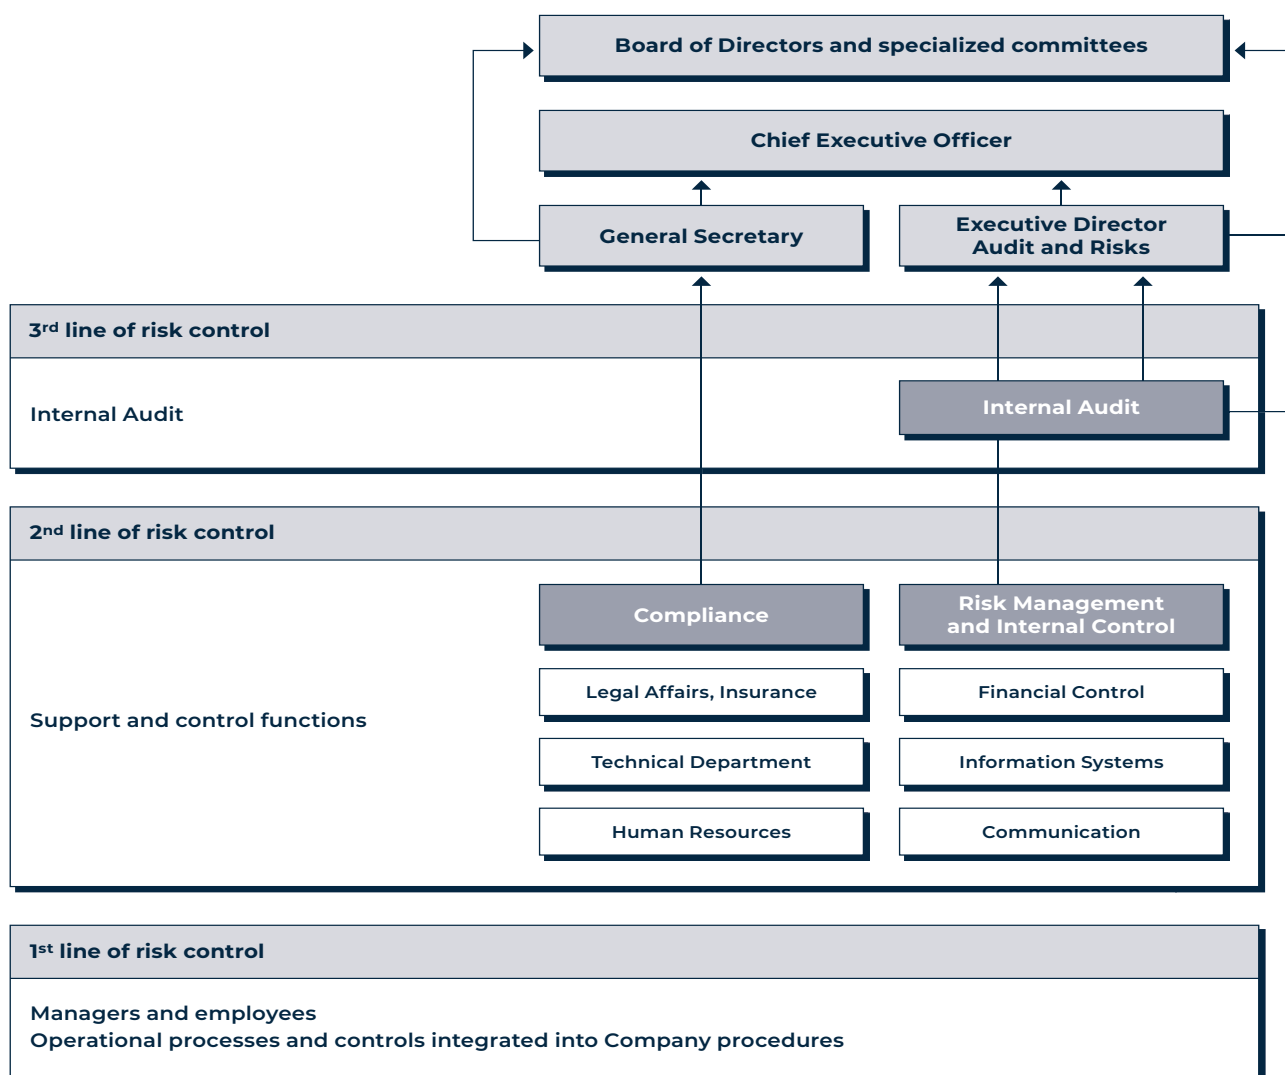 Board of Directors and specialized committees
Chief Executive Officer
General Secretary
Executive Director
Audit and Risks
3rd line of risk control
Internal Audit
Internal Audit
2nd line of risk control
Support and control functions
Compliance
Risk Management
and Internal Control
Legal Affairs, Insurance
Financial Control
Technical Department
Information Systems
Human Resources
Communication
1st line of risk control
Managers and employees
Operational processes and controls integrated into Company procedures